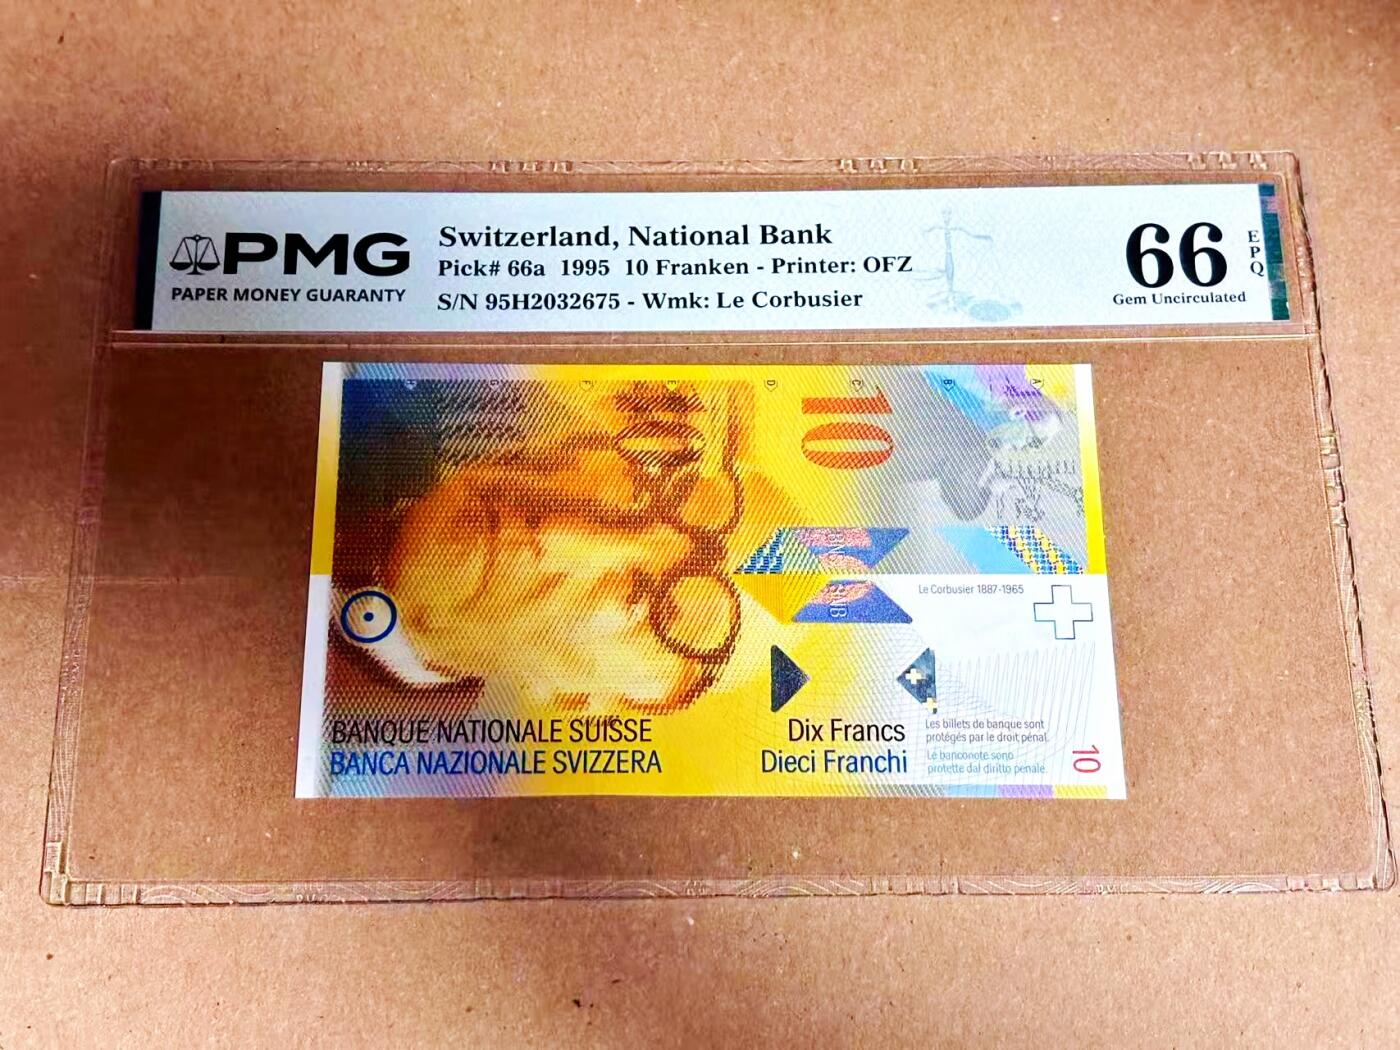 PMG
PAPER MONEY GUARANTY
Switzerland, National Bank
Pick# 66a 1995 10 Franken - Printer: OFZ
S/N 95H2032675 - Wmk: Le Corbusier
66
EPQ
Gem Uncirculated
H G F E D C B A
10
BNS
SNB
Le Corbusier 1887-1965
BANQUE NATIONALE SUISSE
BANCA NAZIONALE SVIZZERA
Dix Francs
Dieci Franchi
Les billets de banque sont
protégés par le droit pénal.
Le banconote sono
protette dal diritto penale.
10